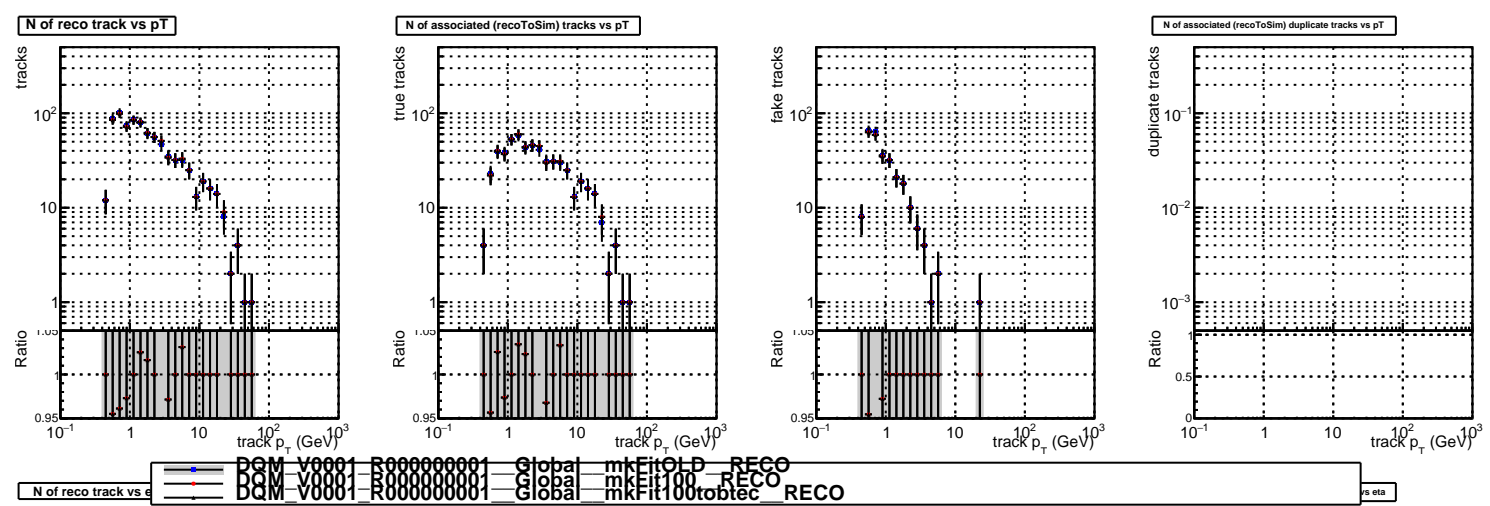 N of reco track vs pT
N of associated (recoToSim) tracks vs pT
N of associated (recoToSim) duplicate tracks vs pT
tracks
10²
10
1
Ratio
1.05
1
0.95
10⁻¹ 1 10 10² 10³
track p_T (GeV)
true tracks
10²
10
1
Ratio
1.05
1
0.95
10⁻¹ 1 10 10² 10³
track p_T (GeV)
fake tracks
10²
10
1
Ratio
1.05
1
0.95
10⁻¹ 1 10 10² 10³
track p_T (GeV)
duplicate tracks
10⁻¹
10⁻²
10⁻³
Ratio
1
0.5
0
10⁻¹ 1 10 10² 10³
track p_T (GeV)
DQM_V0001_R000000001__Global__mkFitOLD__RECO
DQM_V0001_R000000001__Global__mkFit100__RECO
DQM_V0001_R000000001__Global__mkFit100tobtec__RECO
N of reco track vs e
vs eta